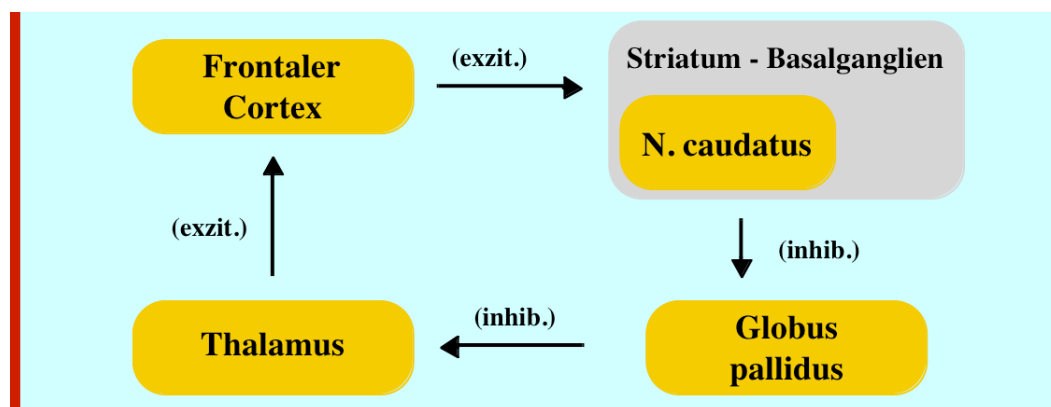 Frontaler
Cortex
(exzit.)
Striatum - Basalganglien
N. caudatus
(exzit.)
(inhib.)
Thalamus
(inhib.)
Globus
pallidus